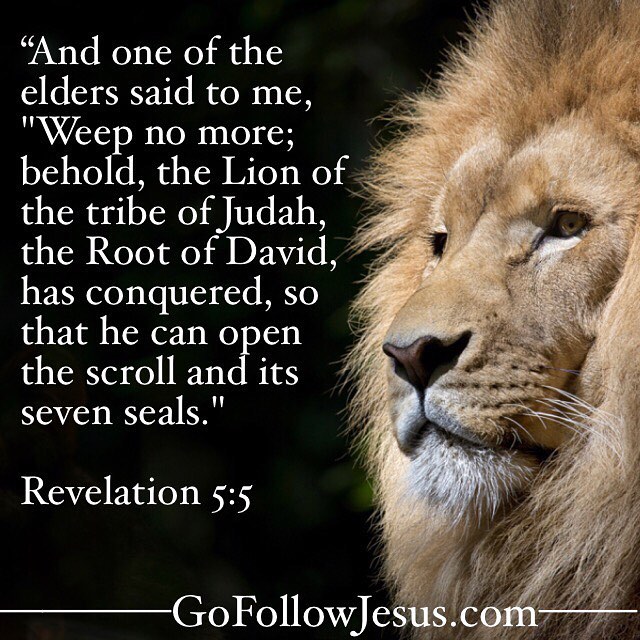 “And one of the
elders said to me,
"Weep no more;
behold, the Lion of
the tribe of Judah,
the Root of David,
has conquered, so
that he can open
the scroll and its
seven seals."
Revelation 5:5
GoFollowJesus.com